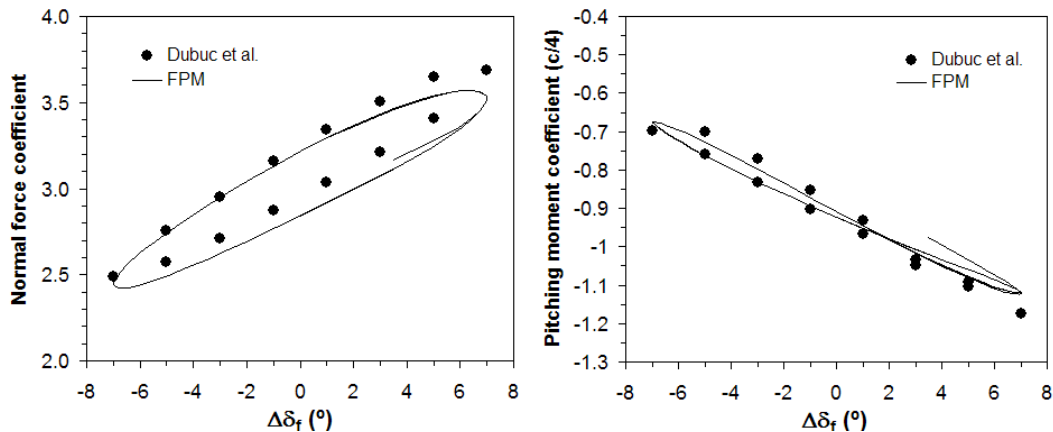 Normal force coefficient
4.0
3.5
3.0
2.5
2.0
Dubuc et al.
FPM
-8 -6 -4 -2 0 2 4 6 8
Δδf (º)
Pitching moment coefficient (c/4)
-0.4
-0.5
-0.6
-0.7
-0.8
-0.9
-1
-1.1
-1.2
-1.3
Dubuc et al.
FPM
-8 -6 -4 -2 0 2 4 6 8
Δδf (º)